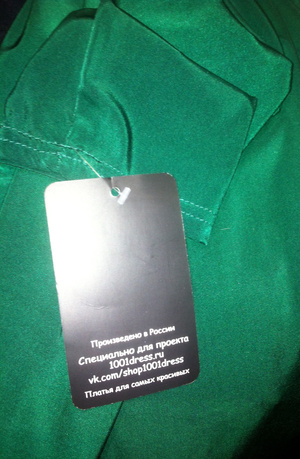 Произведено в России
Специально для проекта
1001dress.ru
vk.com/shop1001dress
Платья для самых красивых